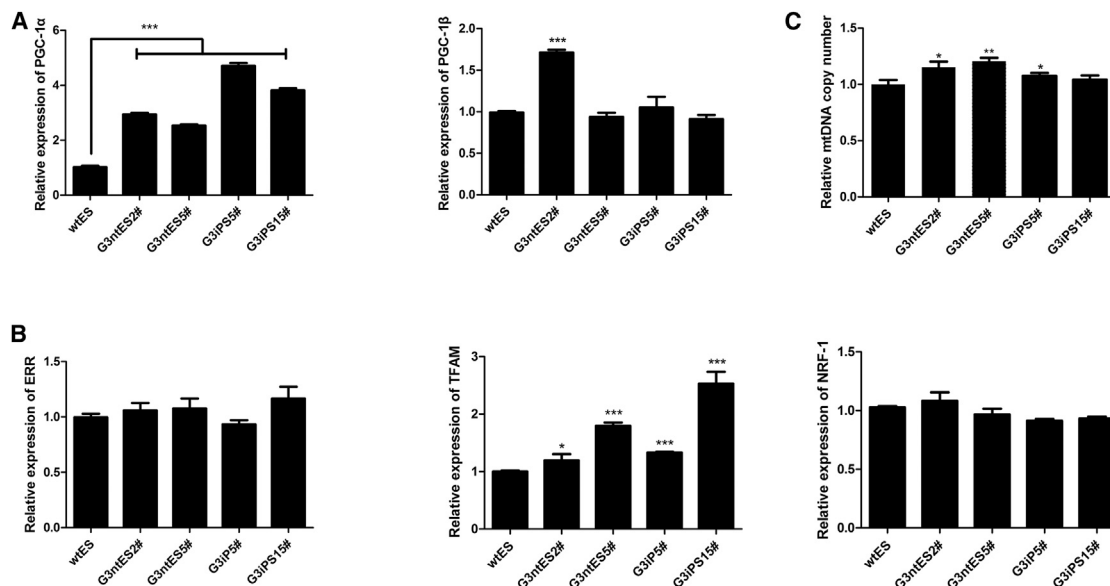 A
Relative expression of PGC-1α
6
4
2
0
***
wtES
G3ntES2#
G3ntES5#
G3iPS5#
G3iPS15#
Relative expression of PGC-1β
2.0
1.5
1.0
0.5
0.0
***
wtES
G3ntES2#
G3ntES5#
G3iPS5#
G3iPS15#
C
Relative mtDNA copy number
1.5
1.0
0.5
0.0
*
**
*
wtES
G3ntES2#
G3ntES5#
G3iPS5#
G3iPS15#
B
Relative expression of ERR
1.5
1.0
0.5
0.0
wtES
G3ntES2#
G3ntES5#
G3iP5#
G3iPS15#
Relative expression of TFAM
3
2
1
0
*
***
***
***
wtES
G3ntES2#
G3ntES5#
G3iP5#
G3iPS15#
Relative expression of NRF-1
1.5
1.0
0.5
0.0
wtES
G3ntES2#
G3ntES5#
G3iP5#
G3iPS15#